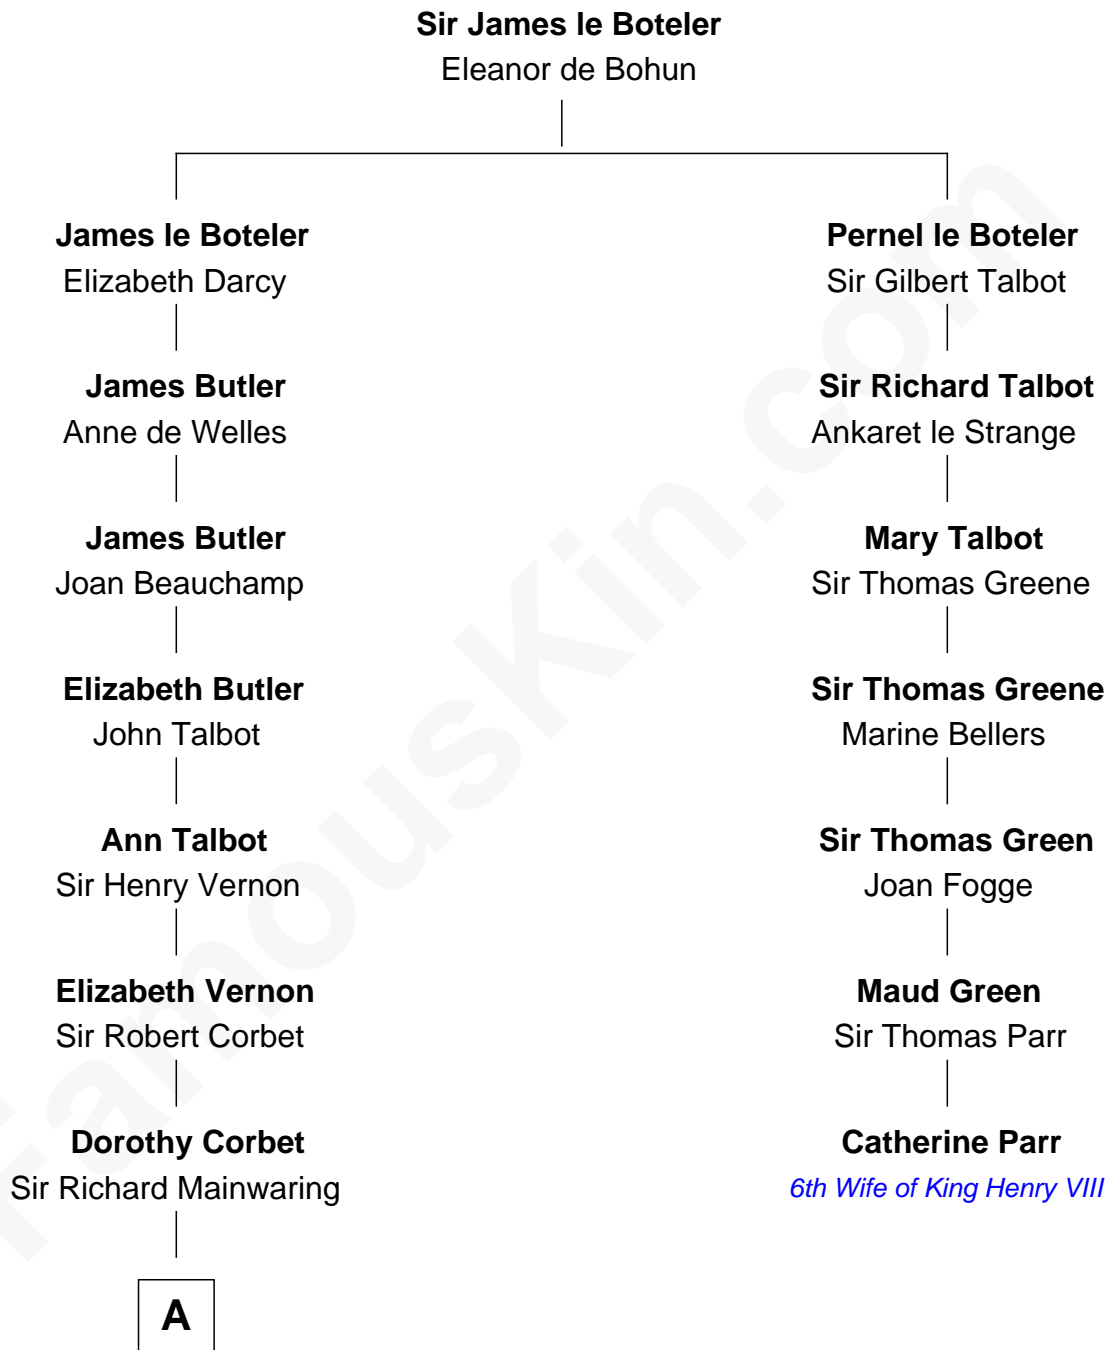 Sir James le Boteler
Eleanor de Bohun
James le Boteler
Elizabeth Darcy
Pernel le Boteler
Sir Gilbert Talbot
James Butler
Anne de Welles
Sir Richard Talbot
Ankaret le Strange
James Butler
Joan Beauchamp
Mary Talbot
Sir Thomas Greene
Elizabeth Butler
John Talbot
Sir Thomas Greene
Marine Bellers
Ann Talbot
Sir Henry Vernon
Sir Thomas Green
Joan Fogge
Elizabeth Vernon
Sir Robert Corbet
Maud Green
Sir Thomas Parr
Dorothy Corbet
Sir Richard Mainwaring
Catherine Parr
6th Wife of King Henry VIII
A
FamousKin.com